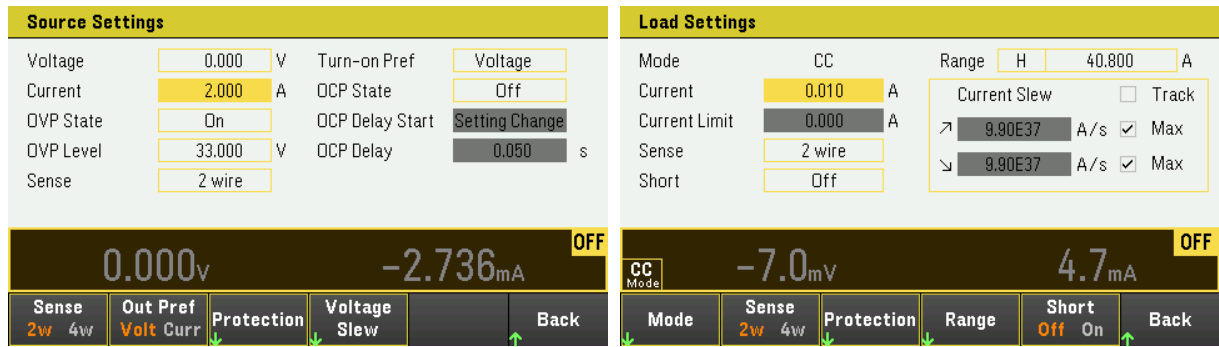 Source Settings
Voltage 0.000 V Turn-on Pref Voltage
Current 2.000 A OCP State Off
OVP State On OCP Delay Start Setting Change
OVP Level 33.000 V OCP Delay 0.050 s
Sense 2 wire
OFF
0.000V -2.736mA
Sense 2w 4w Out Pref Volt Curr Protection Voltage Slew Back
Load Settings
Mode CC Range H 40.800 A
Current 0.010 A Current Slew Track
Current Limit 0.000 A 9.90E37 A/s Max
Sense 2 wire 9.90E37 A/s Max
Short Off
OFF
CC Mode -7.0mV 4.7mA
Mode Sense 2w 4w Protection Range Short Off On Back